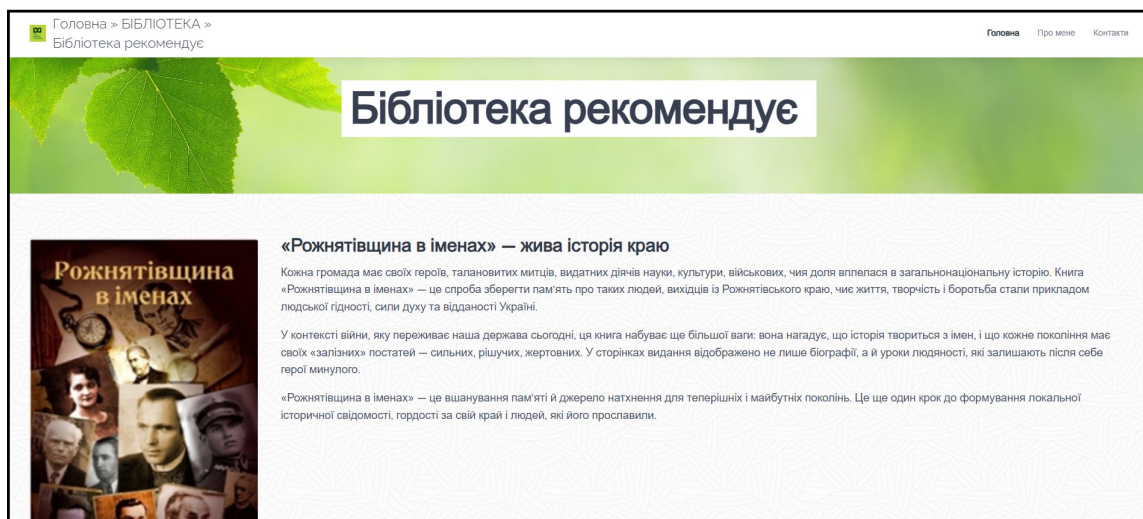 Головна » БІБЛІОТЕКА »
Бібліотека рекомендує
Головна Про мене Контакти
Бібліотека рекомендує
Рожнятівщина
в іменах
«Рожнятівщина в іменах» — жива історія краю
Кожна громада має своїх героїв, талановитих митців, видатних діячів науки, культури, військових, чия доля вплелася в загальнонаціональну історію. Книга
«Рожнятівщина в іменах» — це спроба зберегти пам'ять про таких людей, вихідців із Рожнятівського краю, чиє життя, творчість і боротьба стали прикладом
людської гідності, сили духу та відданості Україні.
У контексті війни, яку переживає наша держава сьогодні, ця книга набуває ще більшої ваги: вона нагадує, що історія твориться з імен, і що кожне покоління має
своїх «залізних» постатей — сильних, рішучих, жертовних. У сторінках видання відображено не лише біографії, а й уроки людяності, які залишають після себе
герої минулого.
«Рожнятівщина в іменах» — це вшанування пам'яті й джерело натхнення для теперішніх і майбутніх поколінь. Це ще один крок до формування локальної
історичної свідомості, гордості за свій край і людей, які його прославили.